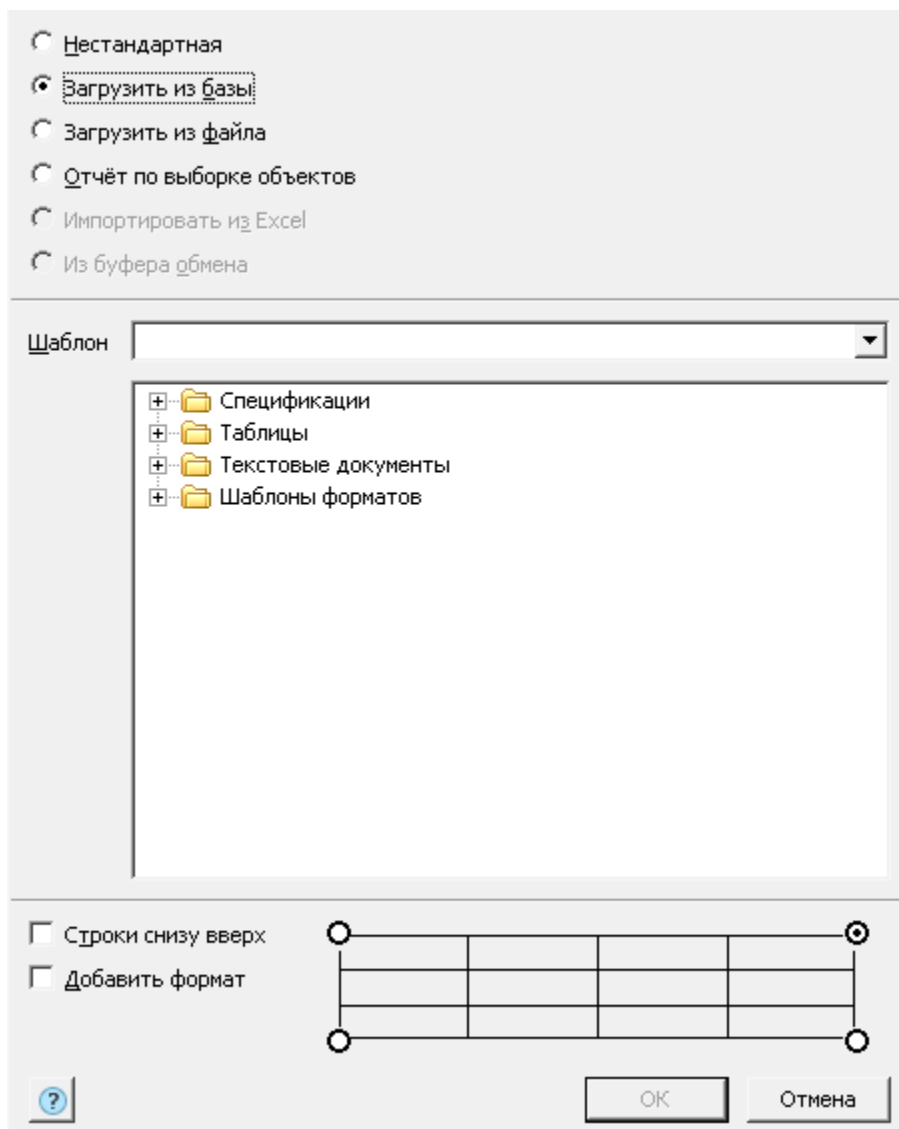 Нестандартная
Загрузить из базы
Загрузить из файла
Отчёт по выборке объектов
Импортировать из Excel
Из буфера обмена
Шаблон
Спецификации
Таблицы
Текстовые документы
Шаблоны форматов
Строки снизу вверх
Добавить формат
?
OK
Отмена